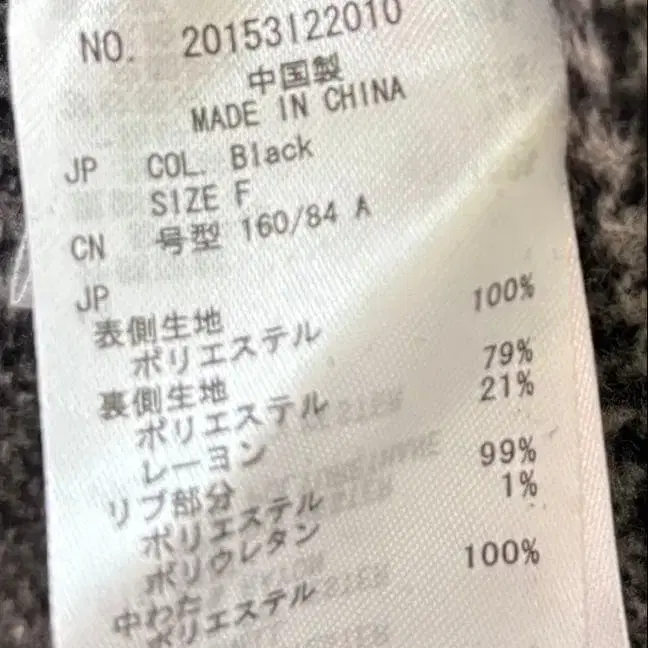 NO. 20153122010
中国製
MADE IN CHINA
JP COL. Black
SIZE F
CN 号型 160/84 A
JP
表側生地
ポリエステル 100%
裏側生地
ポリエステル 79%
レーヨン 21%
リブ部分
ポリエステル 99%
ポリウレタン 1%
中わた
ポリエステル 100%